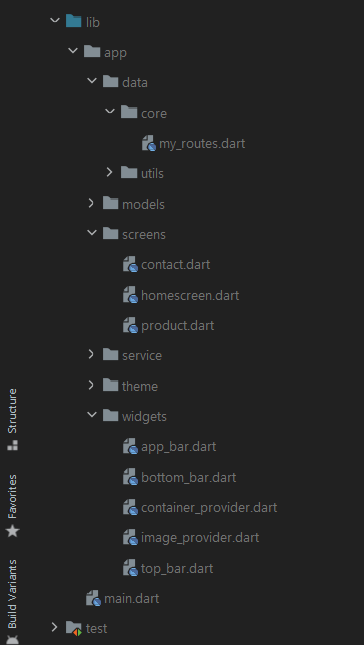 lib
app
data
core
my_routes.dart
utils
models
screens
contact.dart
homescreen.dart
product.dart
service
theme
widgets
app_bar.dart
bottom_bar.dart
container_provider.dart
image_provider.dart
top_bar.dart
main.dart
test
Structure
Favorites
Build Variants